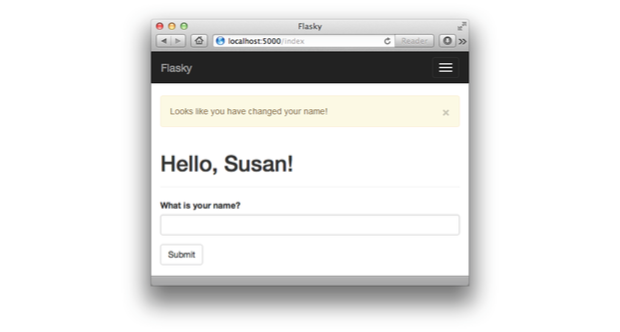 Flasky
localhost:5000/index
Reader
Flasky
Looks like you have changed your name!
×
Hello, Susan!
What is your name?
Submit